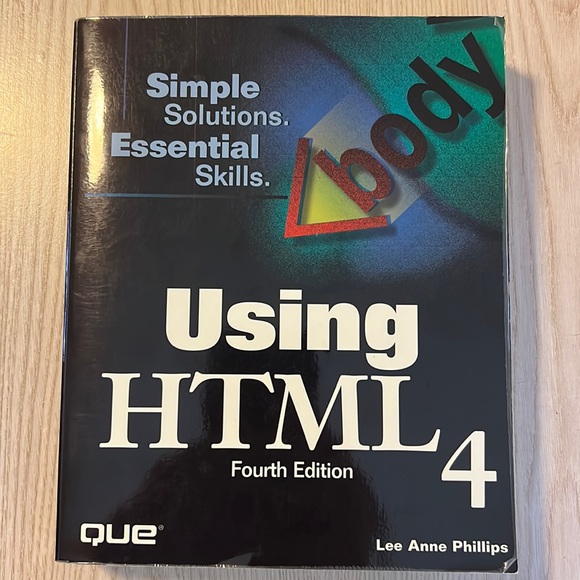 Simple
Solutions.
Essential
Skills.
<body
Using
HTML 4
Fourth Edition
QUe®
Lee Anne Phillips